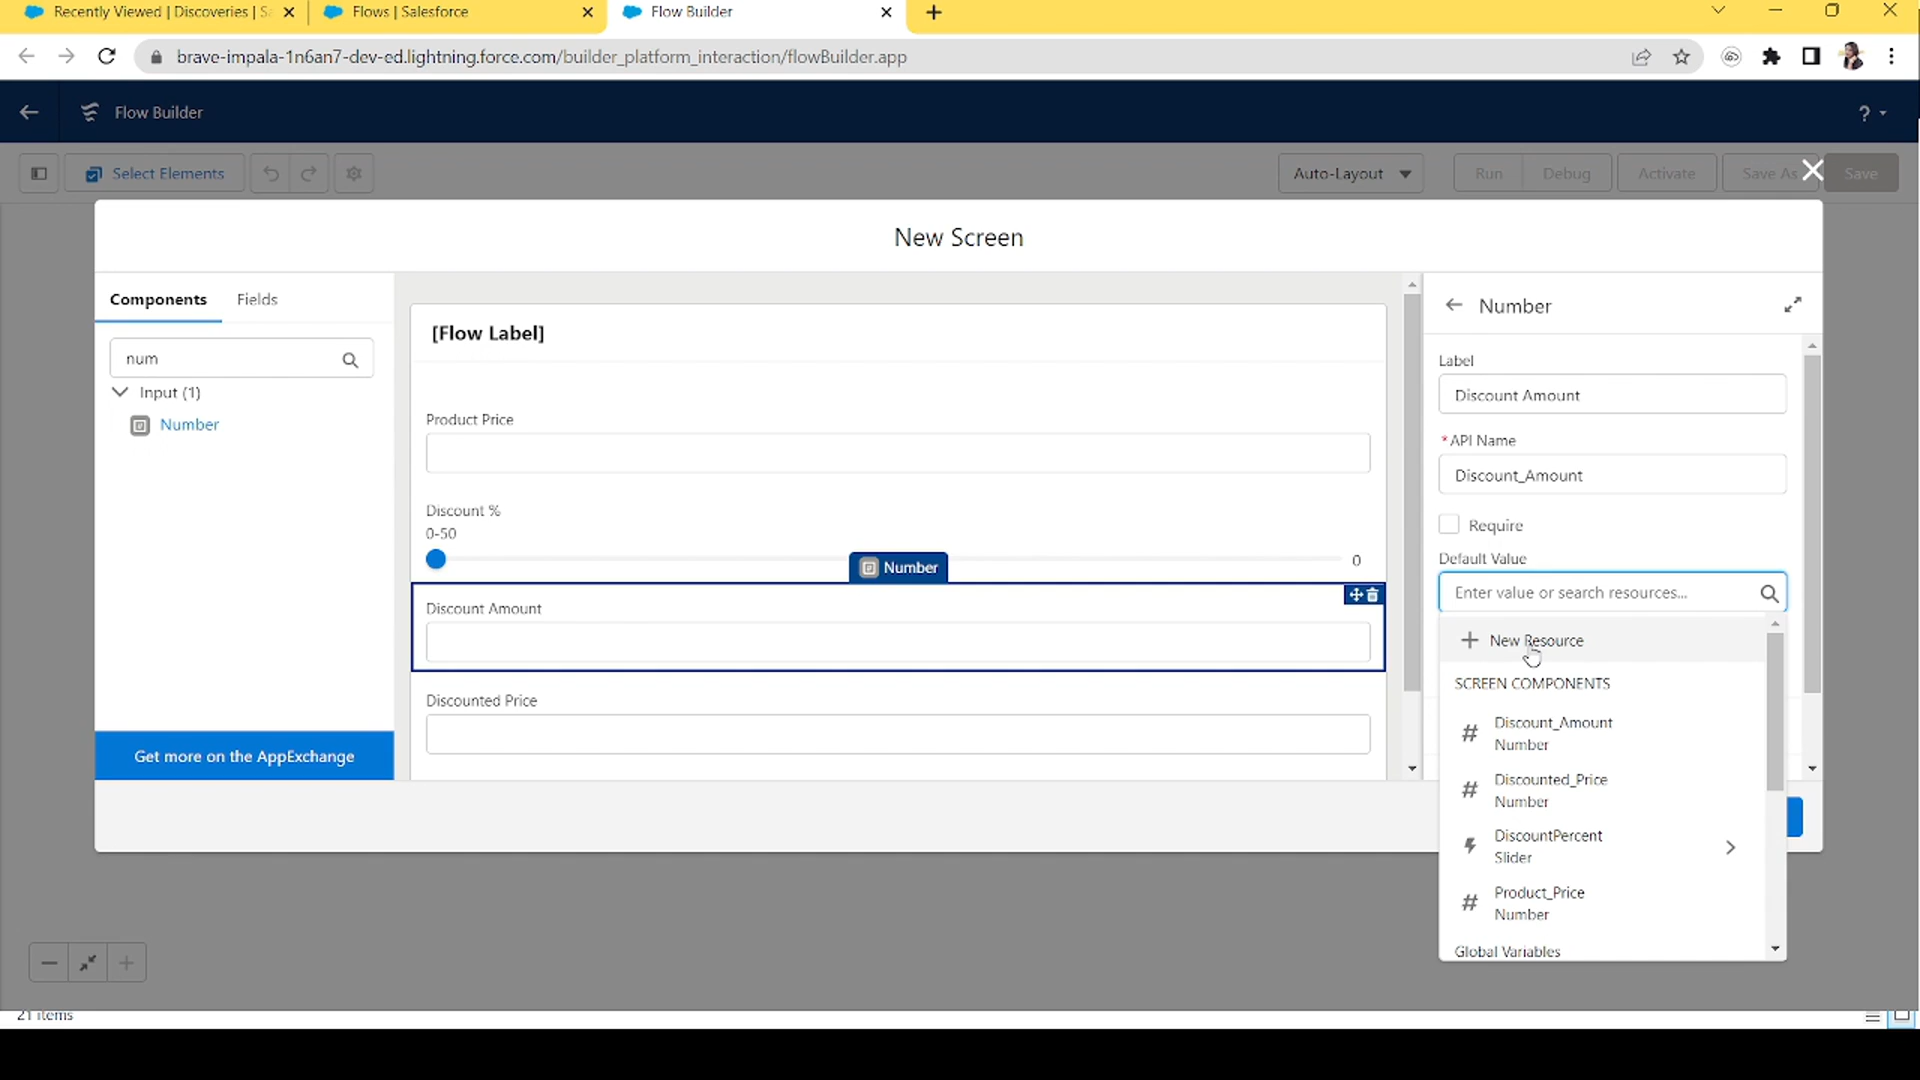 Recently Viewed | Discoveries | Sa
Flows | Salesforce
Flow Builder
brave-impala-1n6an7-dev-ed.lightning.force.com/builder_platform_interaction/flowBuilder.app
Flow Builder
?
Select Elements
Auto-Layout
Run
Debug
Activate
Save As
Save
New Screen
Components
Fields
num
Input (1)
Number
Get more on the AppExchange
[Flow Label]
Product Price
Discount %
0-50
0
Number
Discount Amount
Discounted Price
Number
Label
Discount Amount
*API Name
Discount_Amount
Require
Default Value
Enter value or search resources...
New Resource
SCREEN COMPONENTS
# Discount_Amount
Number
# Discounted_Price
Number
DiscountPercent
Slider
# Product_Price
Number
Global Variables
21 items